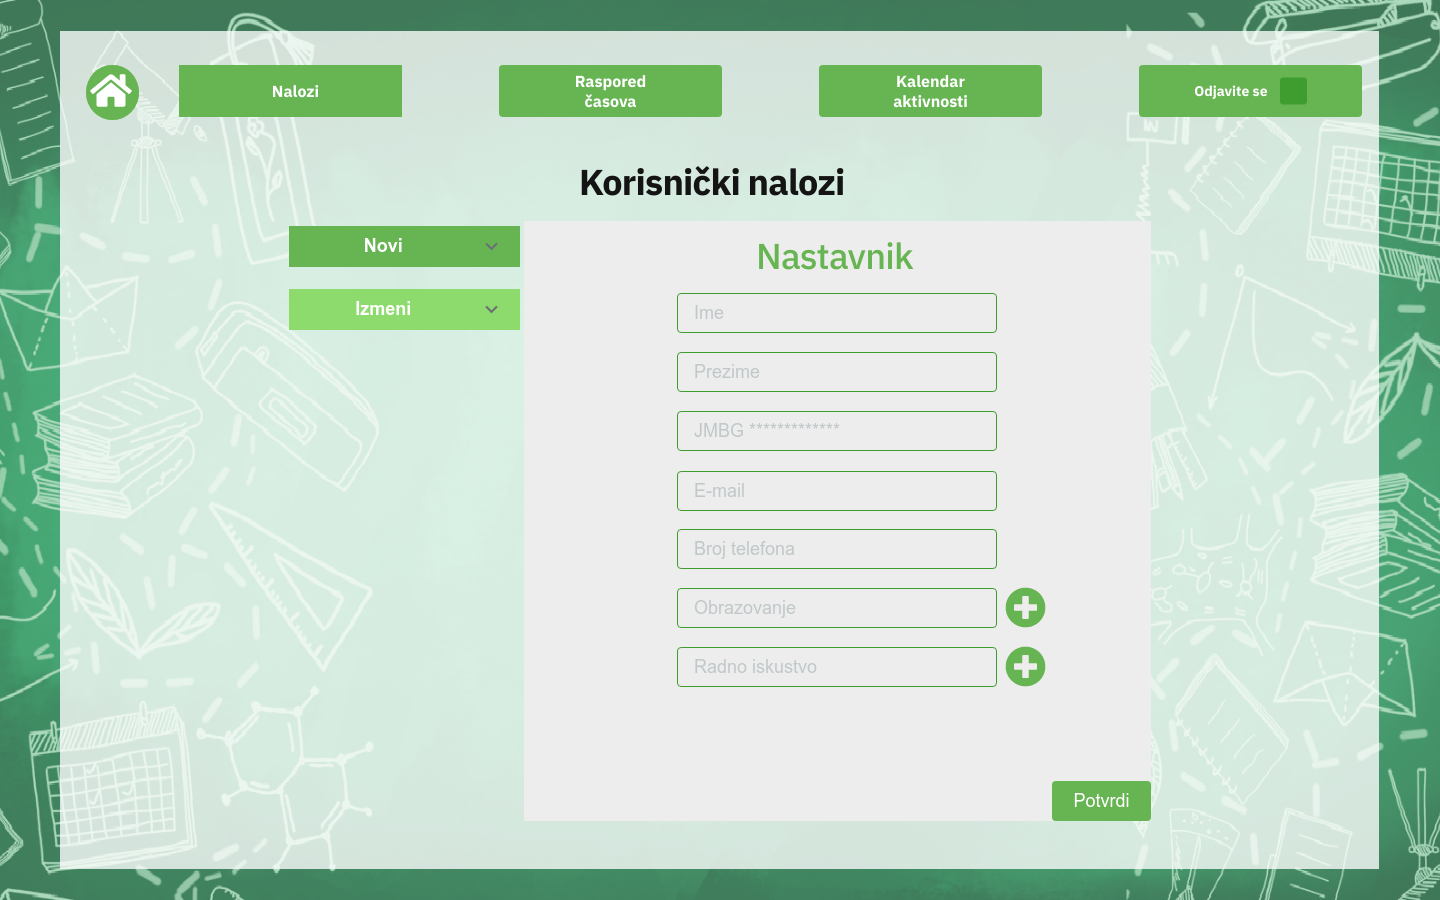 Nalozi
Raspored
časova
Kalendar
aktivnosti
Odjavite se
Korisnički nalozi
Novi
Izmeni
Nastavnik
Ime
Prezime
JMBG *************
E-mail
Broj telefona
Obrazovanje
Radno iskustvo
Potvrdi